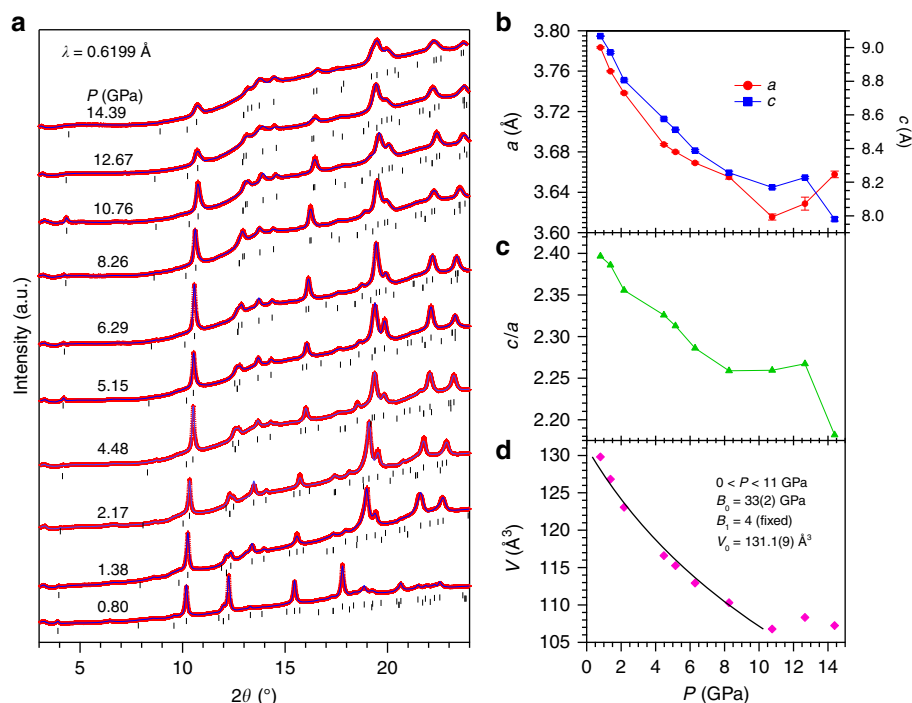 a
λ = 0.6199 Å
P (GPa)
14.39
12.67
10.76
8.26
6.29
5.15
4.48
2.17
1.38
0.80
Intensity (a.u.)
5 10 15 20
2θ (°)
b
3.80
3.76
3.72
3.68
3.64
3.60
a (Å)
a
c
9.0
8.8
8.6
8.4
8.2
8.0
c (Å)
c
2.40
2.35
2.30
2.25
2.20
c/a
d
130
125
120
115
110
105
V (Å³)
0 < P < 11 GPa
B₀ = 33(2) GPa
B₁ = 4 (fixed)
V₀ = 131.1(9) Å³
0 2 4 6 8 10 12 14
P (GPa)